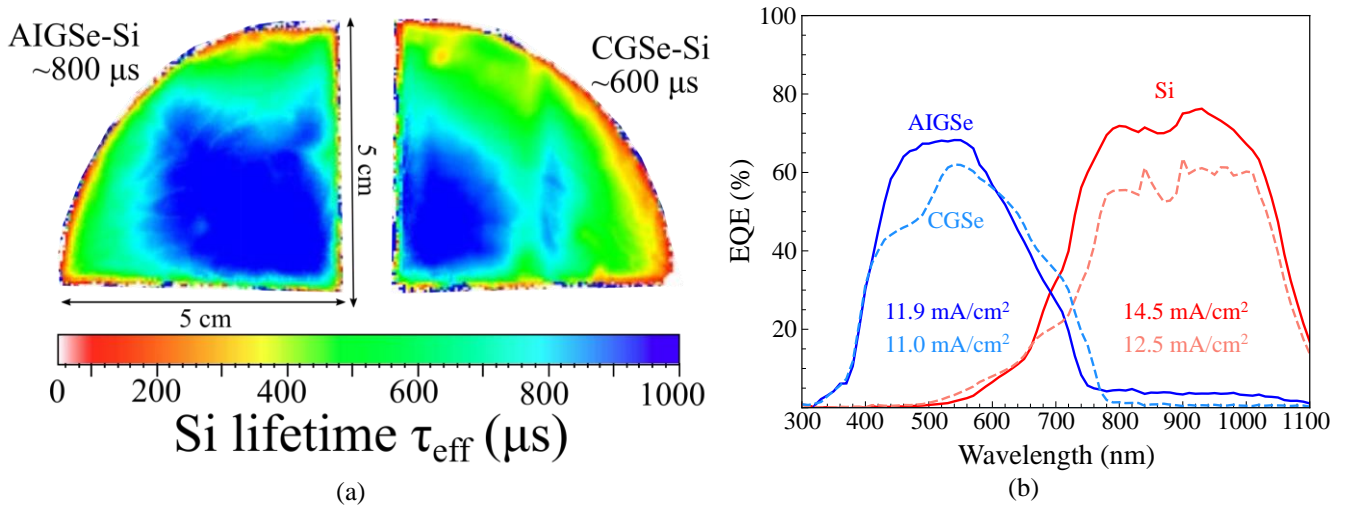 AIGSe-Si
~800 μs
CGSe-Si
~600 μs
5 cm
5 cm
0 200 400 600 800 1000
Si lifetime τeff (μs)
(a)
100
80
60
40
20
EQE (%)
Si
AIGSe
CGSe
11.9 mA/cm²
11.0 mA/cm²
14.5 mA/cm²
12.5 mA/cm²
300 400 500 600 700 800 900 1000 1100
Wavelength (nm)
(b)